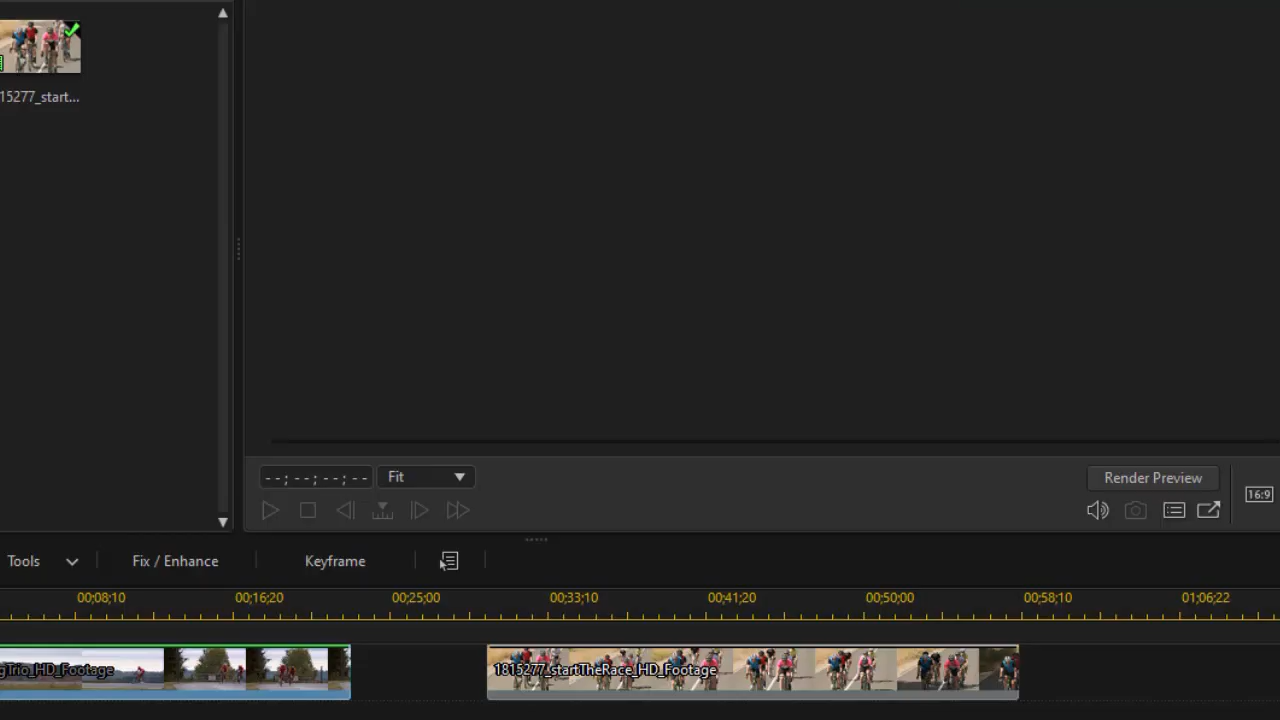 15277_start...
--;--;--;--
Fit
Render Preview
16:9
Tools
Fix / Enhance
Keyframe
00;08;10
00;16;20
00;25;00
00;33;10
00;41;20
00;50;00
00;58;10
01;06;22
gTrio_HD_Footage
1815277_startTheRace_HD_Footage